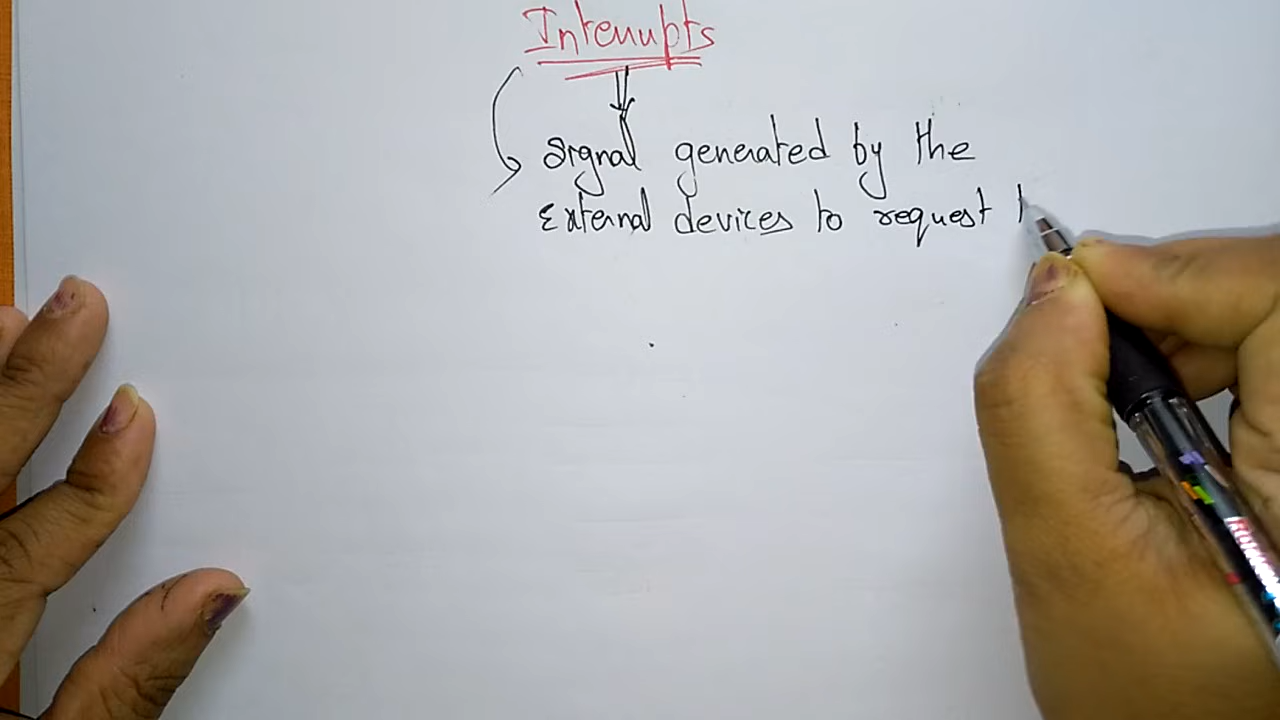 Interrupts
Signal generated by the
External devices to request